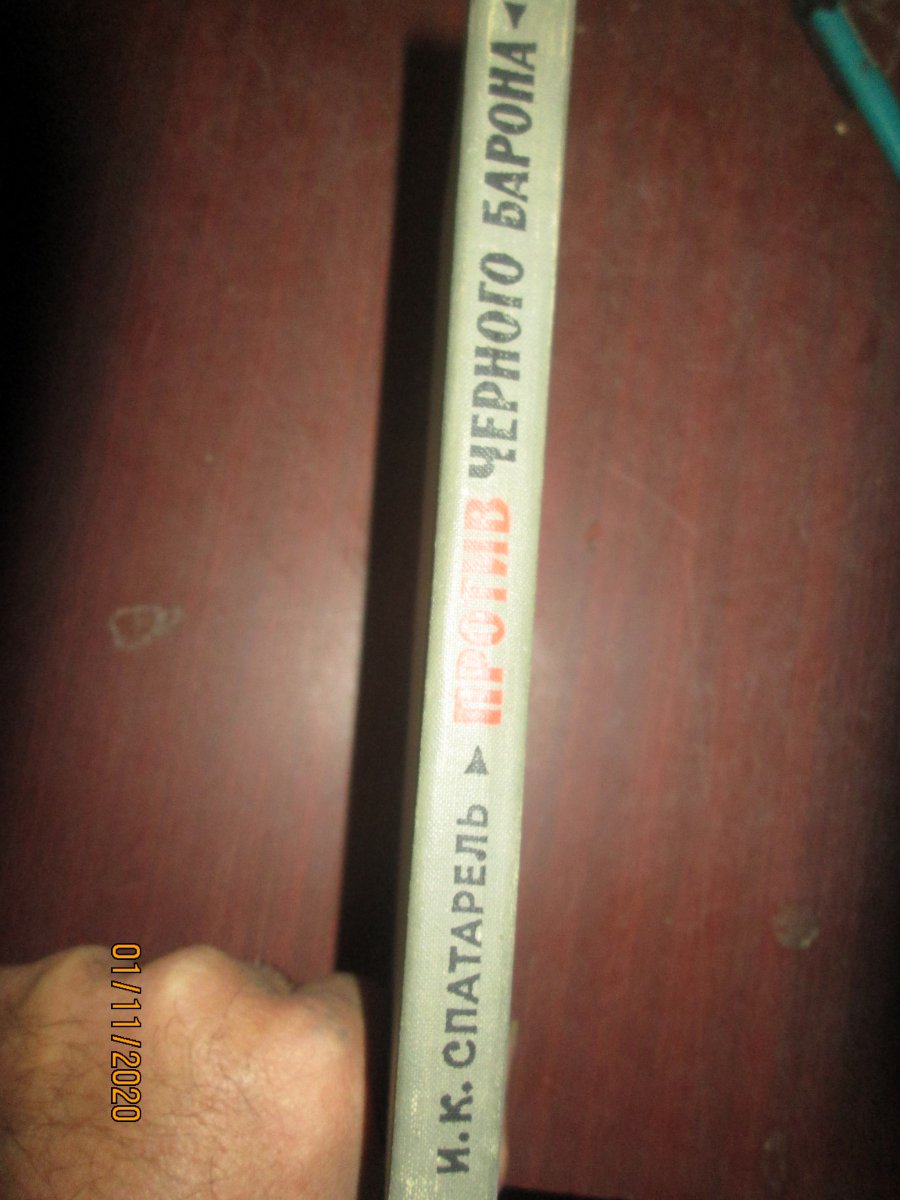 И. К. СПАТАРЕЛЬ ► ПРОТИВ ЧЕРНОГО БАРОНА ◄
01/11/2020